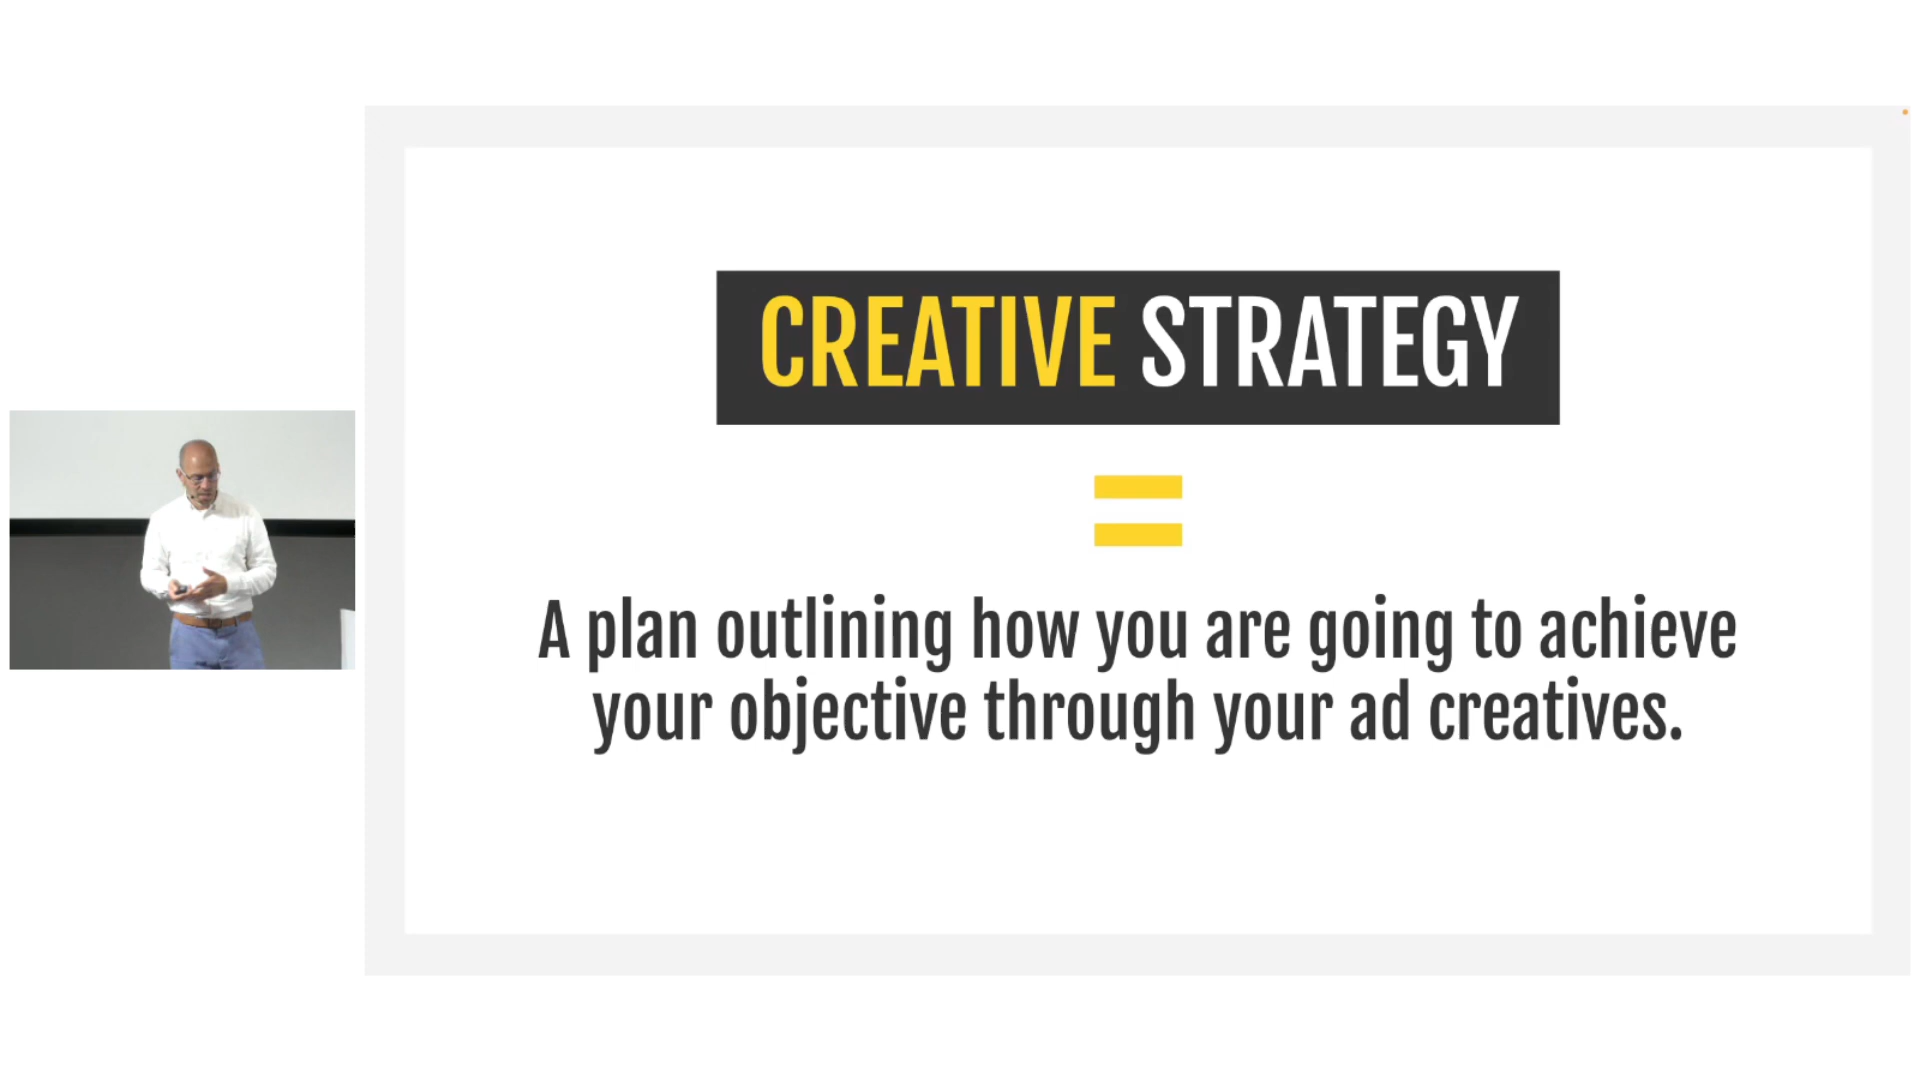 CREATIVE STRATEGY
=
A plan outlining how you are going to achieve
your objective through your ad creatives.